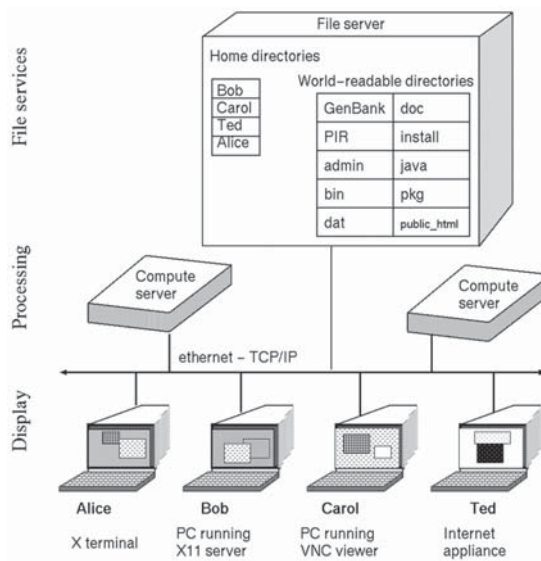 File server
File services
Home directories
Bob
Carol
Ted
Alice
World-readable directories
GenBank doc
PIR install
admin java
bin pkg
dat public_html
Processing
Compute
server
Compute
server
ethernet – TCP/IP
Display
Alice
Bob
Carol
Ted
X terminal
PC running
X11 server
PC running
VNC viewer
Internet
appliance